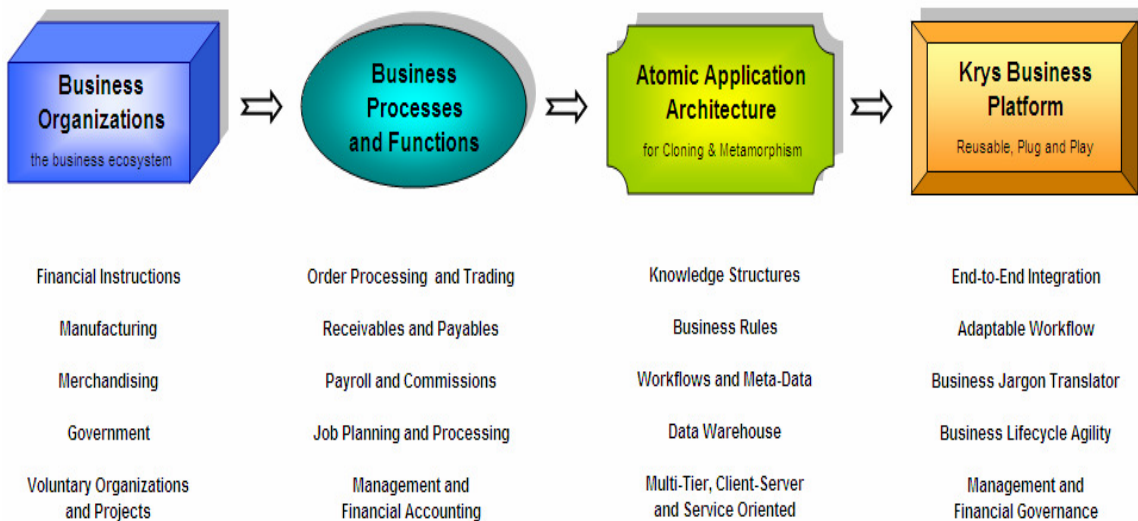 Business
Organizations
the business ecosystem
Business
Processes
and Functions
Atomic Application
Architecture
for Cloning & Metamorphism
Krys Business
Platform
Reusable, Plug and Play
Financial Instructions
Manufacturing
Merchandising
Government
Voluntary Organizations
and Projects
Order Processing and Trading
Receivables and Payables
Payroll and Commissions
Job Planning and Processing
Management and
Financial Accounting
Knowledge Structures
Business Rules
Workflows and Meta-Data
Data Warehouse
Multi-Tier, Client-Server
and Service Oriented
End-to-End Integration
Adaptable Workflow
Business Jargon Translator
Business Lifecycle Agility
Management and
Financial Governance